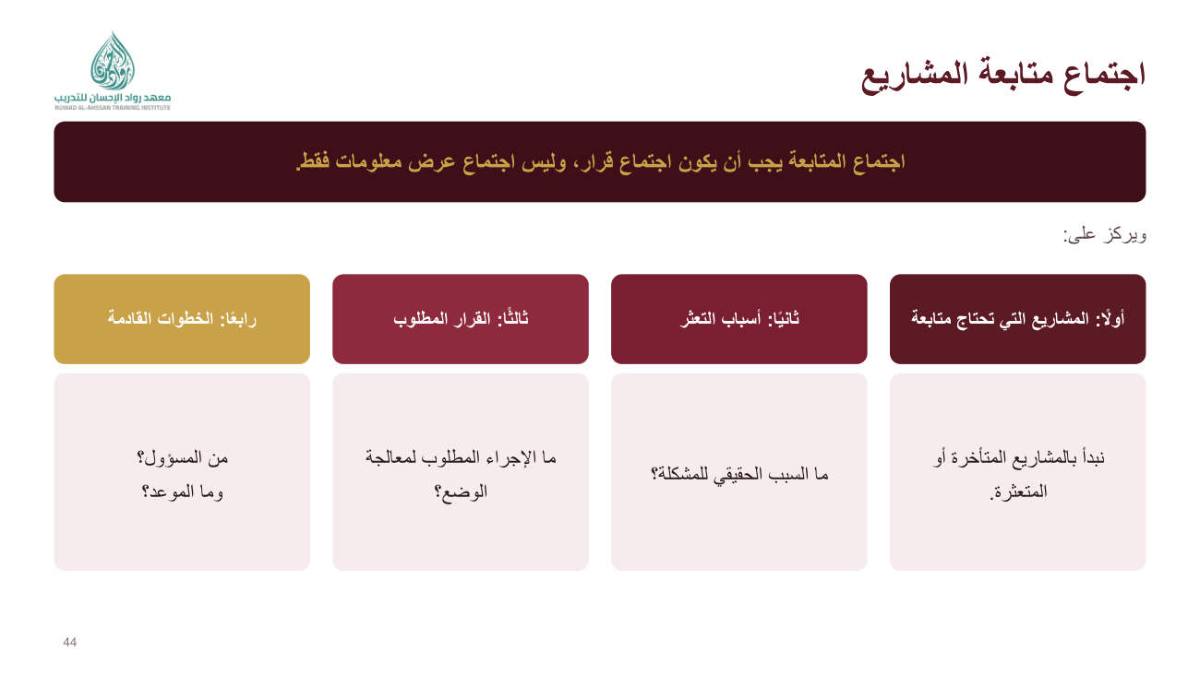 اجتماع متابعة المشاريع
معهد رواد الإحسان للتدريب
RUWAD AL-AHSSAN TRAINING INSTITUTE
اجتماع المتابعة يجب أن يكون اجتماع قرار، وليس اجتماع عرض معلومات فقط.
ويركز على:
أولًا: المشاريع التي تحتاج متابعة
نبدأ بالمشاريع المتأخرة أو
المتعثرة.
ثانيًا: أسباب التعثر
ما السبب الحقيقي للمشكلة؟
ثالثًا: القرار المطلوب
ما الإجراء المطلوب لمعالجة
الوضع؟
رابعًا: الخطوات القادمة
من المسؤول؟
وما الموعد؟
44